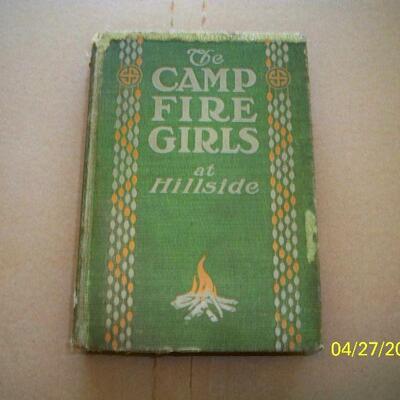 The
CAMP
FIRE
GIRLS
at
Hillside
04/27/20